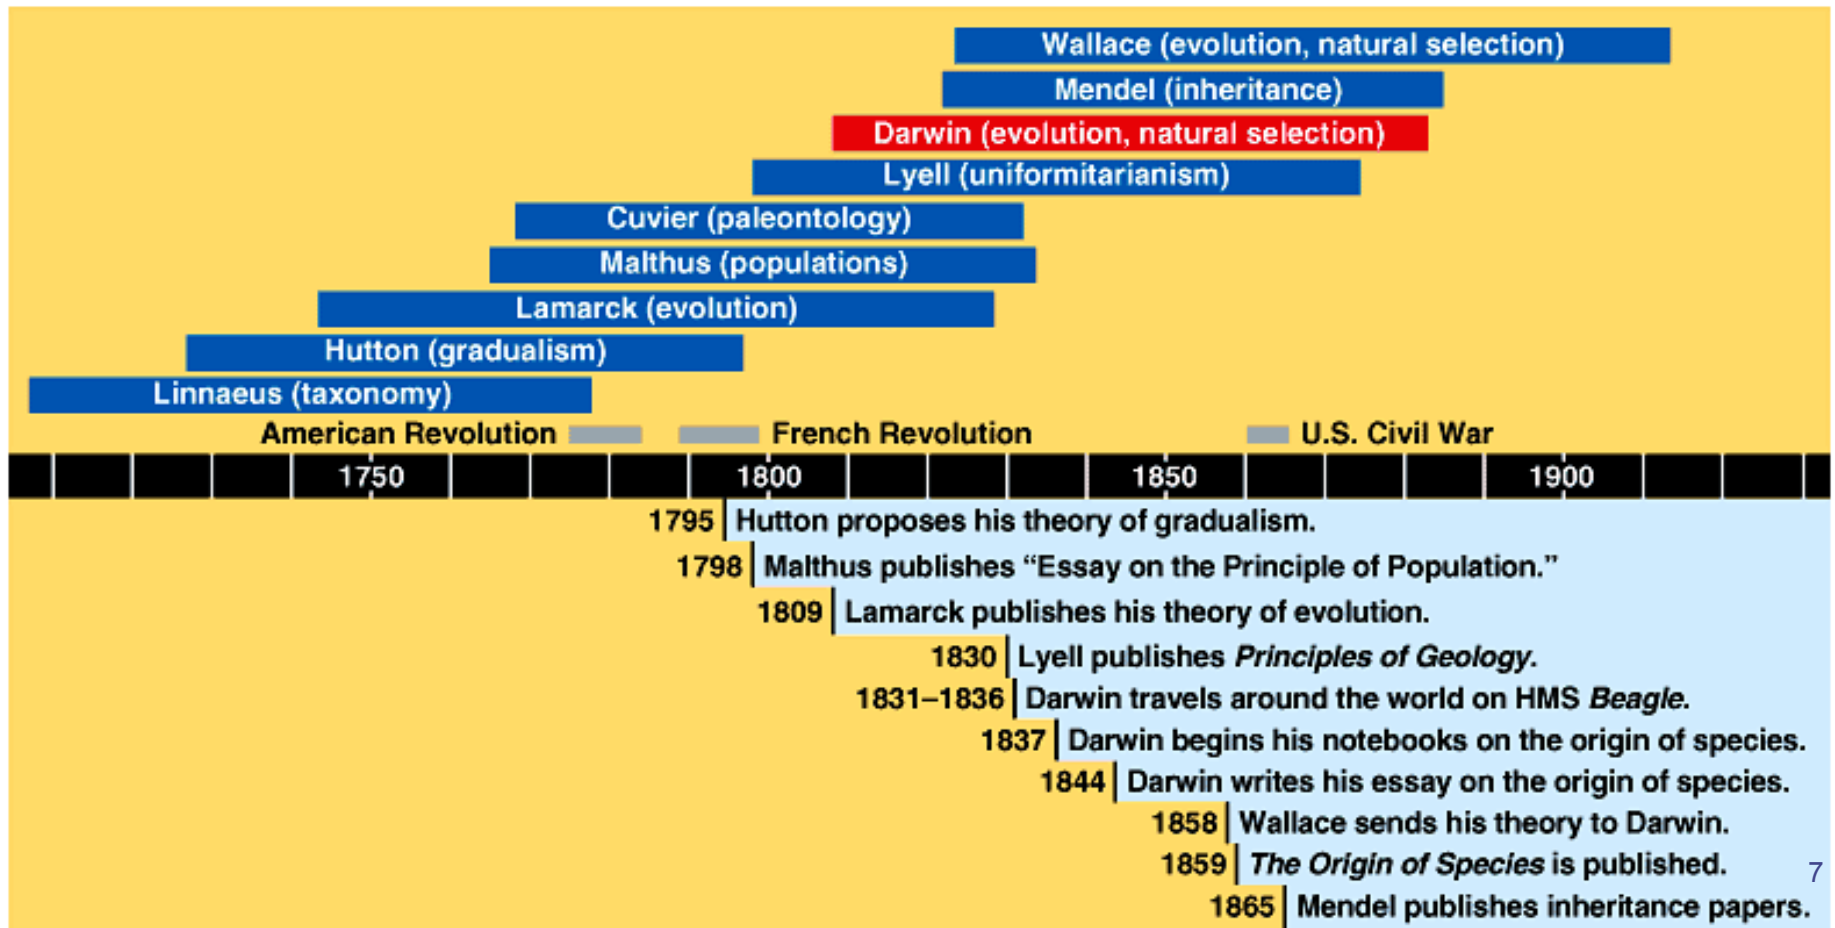 Wallace (evolution, natural selection)
Mendel (inheritance)
Darwin (evolution, natural selection)
Lyell (uniformitarianism)
Cuvier (paleontology)
Malthus (populations)
Lamarck (evolution)
Hutton (gradualism)
Linnaeus (taxonomy)
American Revolution French Revolution U.S. Civil War
1750 1800 1850 1900
1795 Hutton proposes his theory of gradualism.
1798 Malthus publishes “Essay on the Principle of Population.”
1809 Lamarck publishes his theory of evolution.
1830 Lyell publishes Principles of Geology.
1831–1836 Darwin travels around the world on HMS Beagle.
1837 Darwin begins his notebooks on the origin of species.
1844 Darwin writes his essay on the origin of species.
1858 Wallace sends his theory to Darwin.
1859 The Origin of Species is published.
7
1865 Mendel publishes inheritance papers.